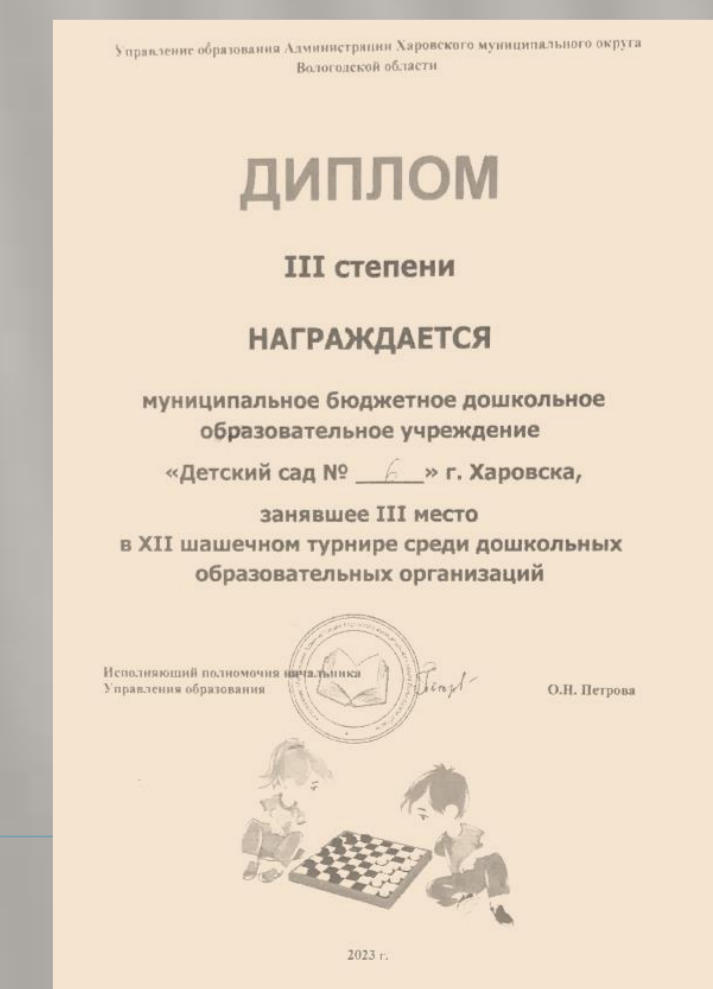 Управление образования Администрации Харовского муниципального округа
Вологодской области
ДИПЛОМ
III степени
НАГРАЖДАЕТСЯ
муниципальное бюджетное дошкольное
образовательное учреждение
«Детский сад № 6» г. Харовска,
занявшее III место
в XII шашечном турнире среди дошкольных
образовательных организаций
Исполняющий полномочия начальника
Управления образования
О.Н. Петрова
2023 г.